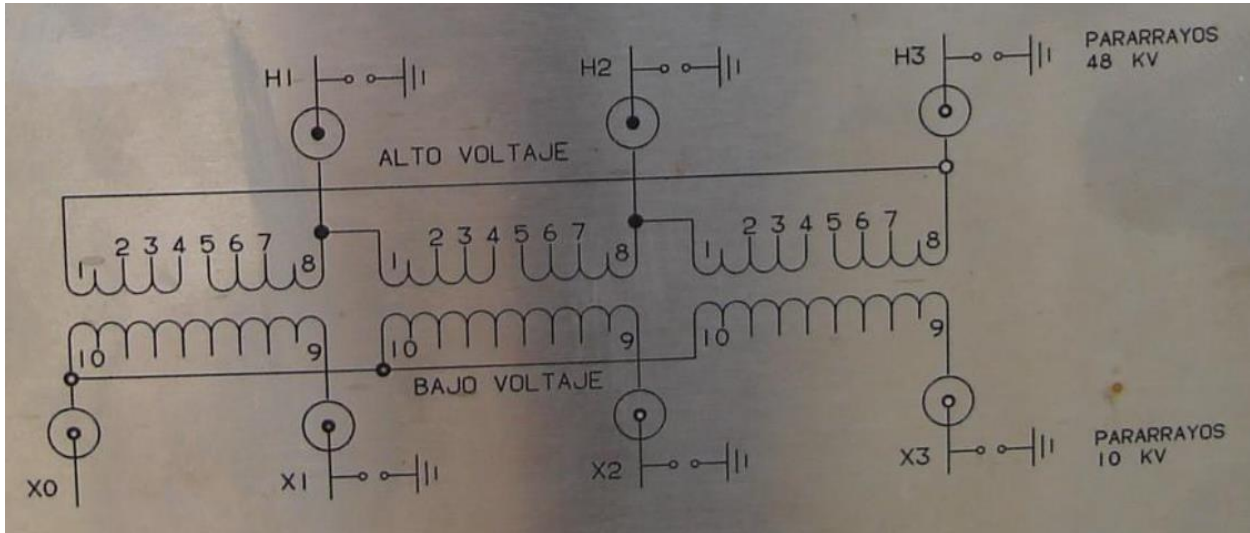 H1
H2
H3
PARARRAYOS
48 KV
ALTO VOLTAJE
1 2 3 4 5 6 7 8
1 2 3 4 5 6 7 8
1 2 3 4 5 6 7 8
10 9
10 9
10 9
BAJO VOLTAJE
X0
X1
X2
X3
PARARRAYOS
10 KV